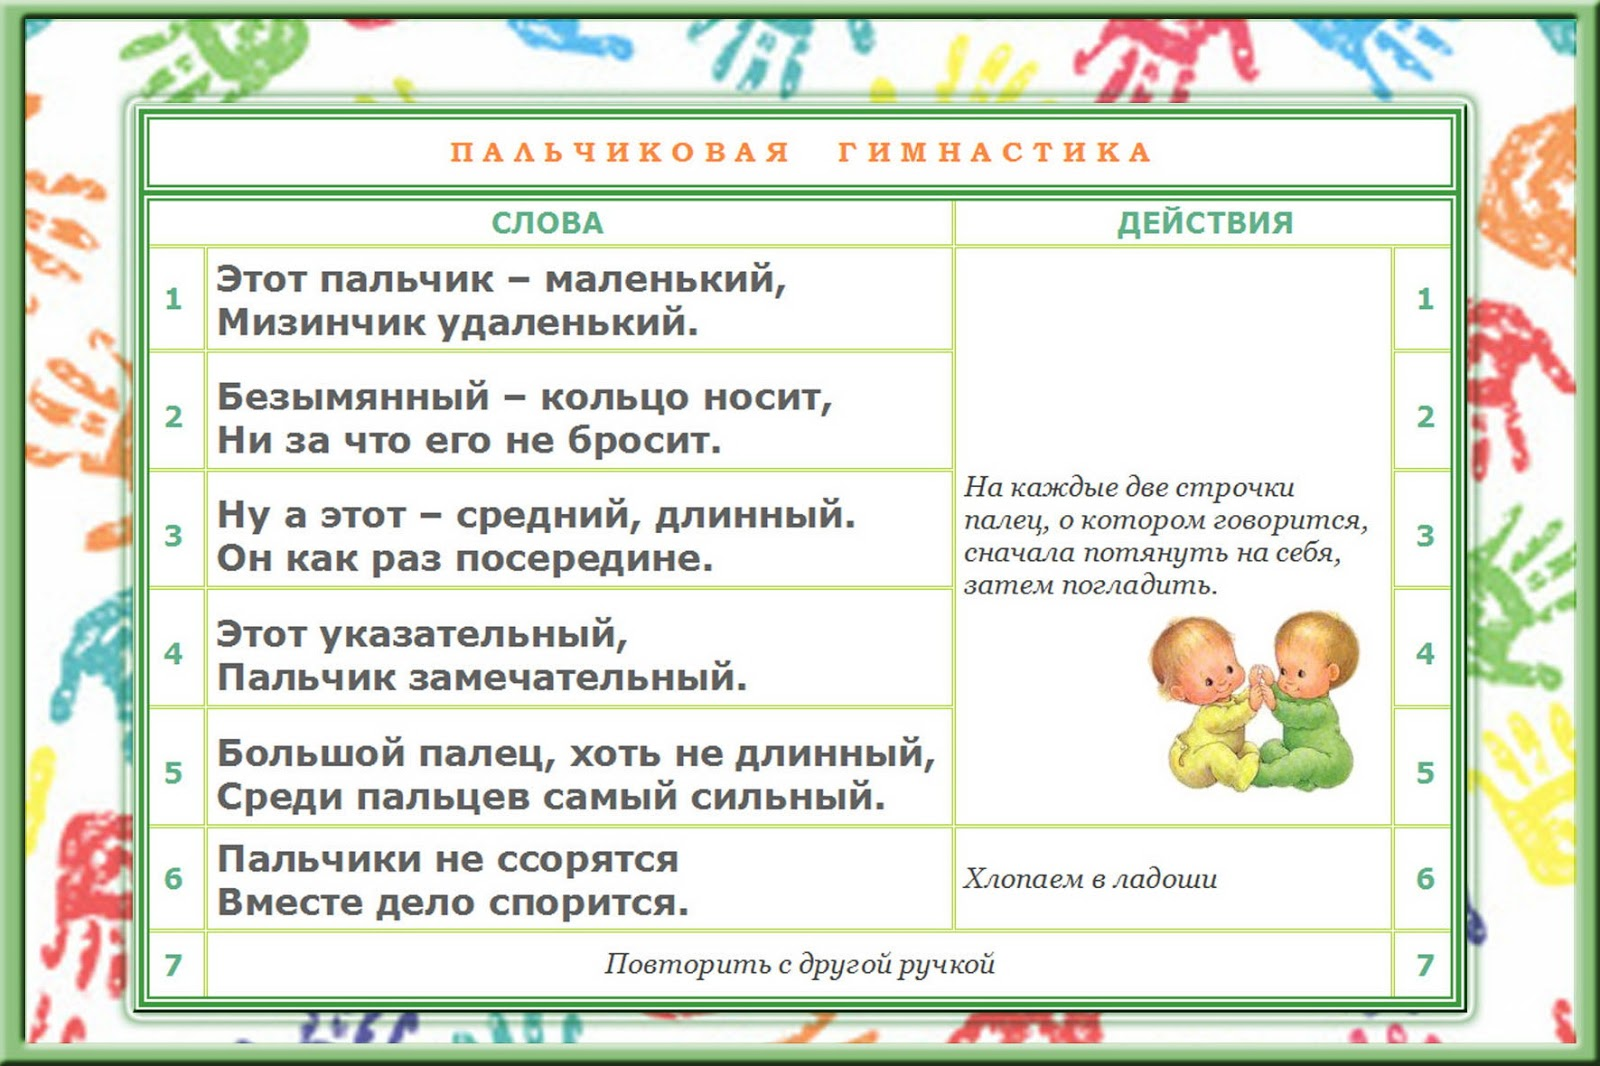 ПАЛЬЧИКОВАЯ ГИМНАСТИКА
СЛОВА ДЕЙСТВИЯ
1 Этот пальчик – маленький,
Мизинчик удаленький.
1
2 Безымянный – кольцо носит,
Ни за что его не бросит.
2
3 Ну а этот – средний, длинный.
Он как раз посередине.
3
4 Этот указательный,
Пальчик замечательный.
4
5 Большой палец, хоть не длинный,
Среди пальцев самый сильный.
5
На каждые две строчки
палец, о котором говорится,
сначала потянуть на себя,
затем погладить.
6 Пальчики не ссорятся
Вместе дело спорится.
Хлопаем в ладоши
6
7 Повторить с другой ручкой 7